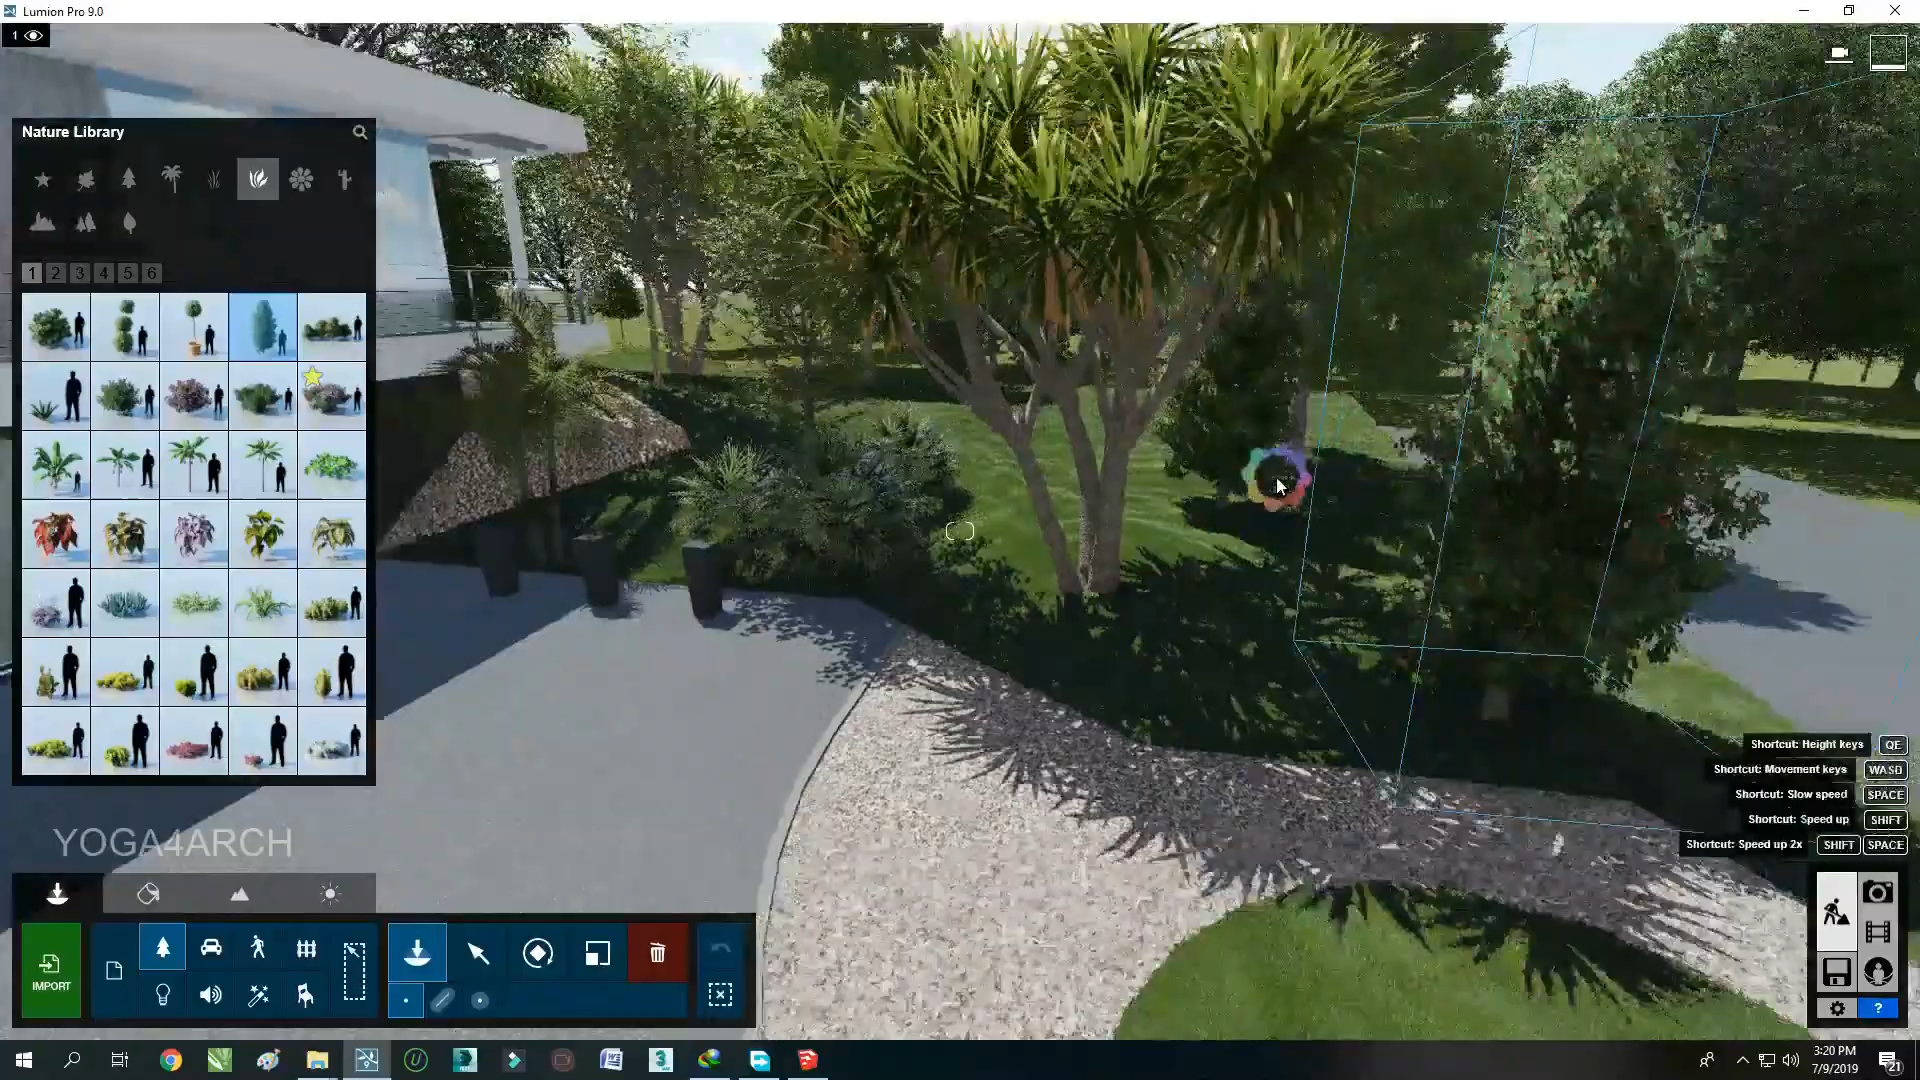 Lumion Pro 9.0
1
Nature Library
1 2 3 4 5 6
Shortcut: Height keys QE
Shortcut: Movement keys WASD
Shortcut: Slow speed SPACE
Shortcut: Speed up SHIFT
Shortcut: Speed up 2x SHIFT SPACE
YOGA4ARCH
IMPORT
?
3:20 PM
7/9/2019
21